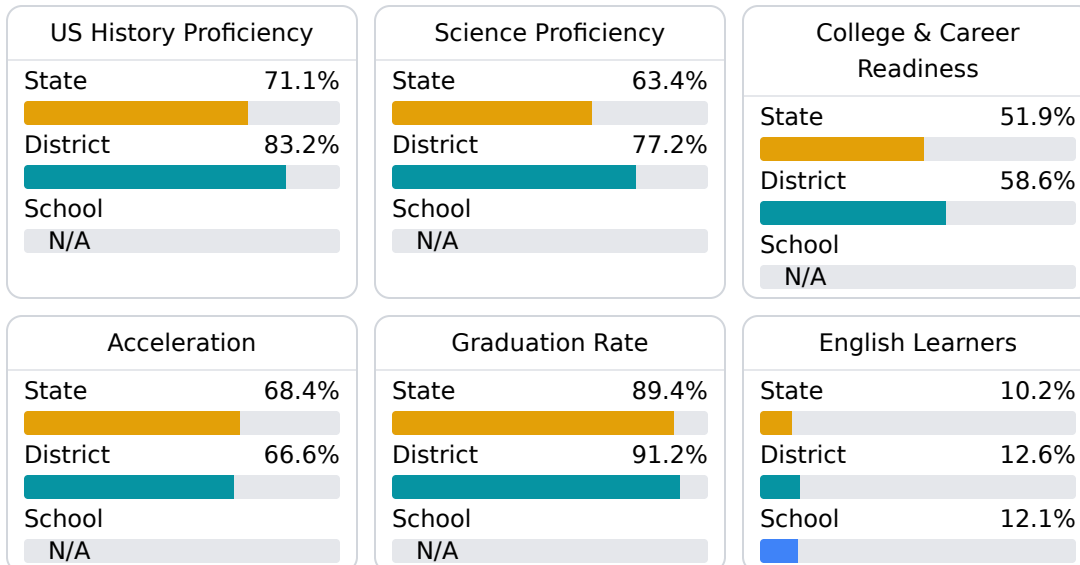 US History Proficiency
State 71.1%
District 83.2%
School
N/A
Science Proficiency
State 63.4%
District 77.2%
School
N/A
College & Career
Readiness
State 51.9%
District 58.6%
School
N/A
Acceleration
State 68.4%
District 66.6%
School
N/A
Graduation Rate
State 89.4%
District 91.2%
School
N/A
English Learners
State 10.2%
District 12.6%
School 12.1%